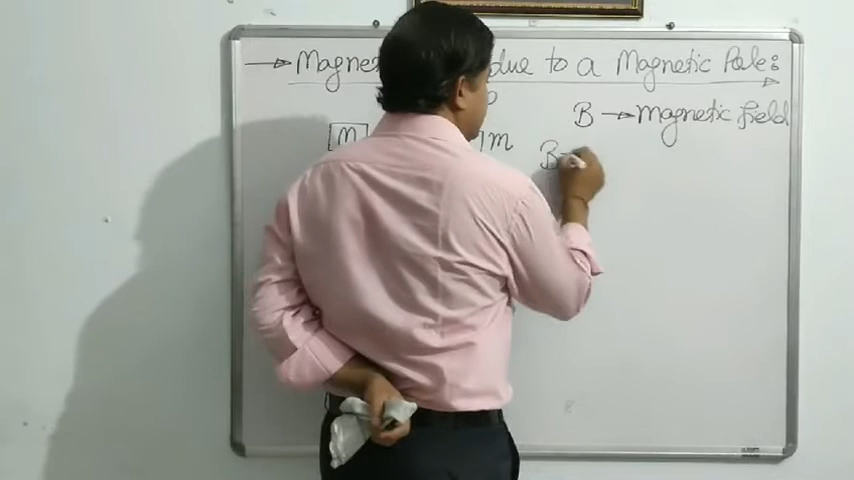 → Magnet due to a Magnetic Pole :
B → Magnetic field
m m
B